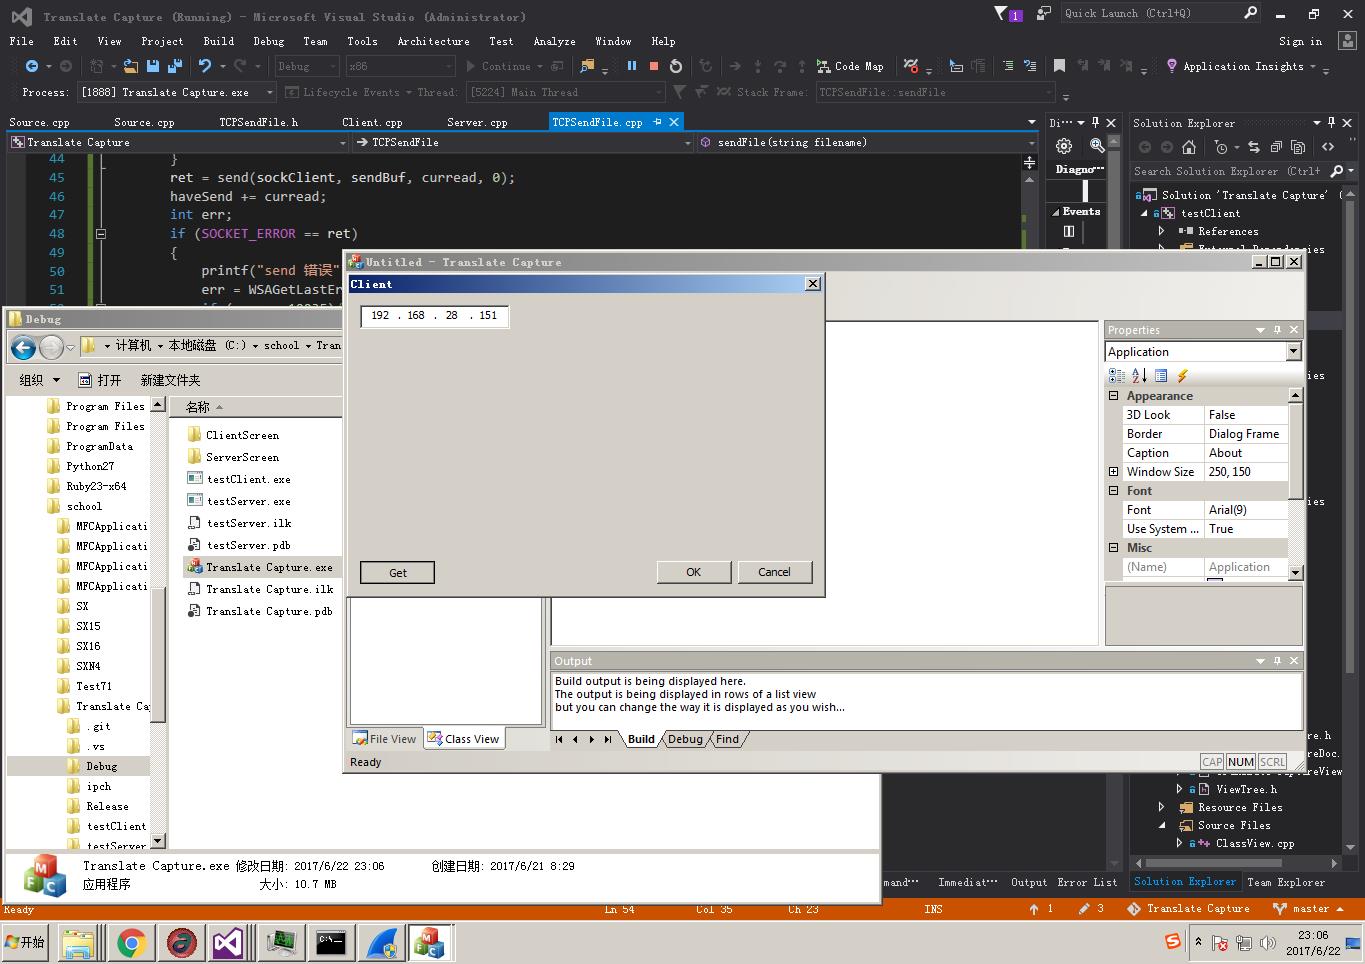 Translate Capture (Running) - Microsoft Visual Studio (Administrator)
1
Quick Launch (Ctrl+Q)
File Edit View Project Build Debug Team Tools Architecture Test Analyze Window Help
Sign in
Debug x86 Continue Code Map Application Insights
Process: [1888] Translate Capture.exe Lifecycle Events Thread: [5224] Main Thread Stack Frame: TCPSendFile::sendFile
Source.cpp Source.cpp TCPSendFile.h Client.cpp Server.cpp TCPSendFile.cpp
Translate Capture TCPSendFile sendFile(string filename)
44 }
45 ret = send(sockClient, sendBuf, curread, 0);
46 haveSend += curread;
47 int err;
48 if (SOCKET_ERROR == ret)
49 {
50 printf("send 错误"
51 err = WSAGetLastEr
Di...
Diagno...
Events
Solution Explorer
Search Solution Explorer (Ctrl+
Solution 'Translate Capture' (
testClient
References
External Dependencies
ViewTree.h
Resource Files
Source Files
ClassView.cpp
Debug
计算机 本地磁盘 (C:) school Tran
组织 打开 新建文件夹
Program Files
Program Files
ProgramData
Python27
Ruby23-x64
school
MFCApplicati
MFCApplicati
MFCApplicati
MFCApplicati
SX
SX15
SX16
SXN4
Test71
Translate Ca
.git
.vs
Debug
ipch
Release
testClient
testServer
名称
ClientScreen
ServerScreen
testClient.exe
testServer.exe
testServer.ilk
testServer.pdb
Translate Capture.exe
Translate Capture.ilk
Translate Capture.pdb
Translate Capture.exe 修改日期: 2017/6/22 23:06 创建日期: 2017/6/21 8:29
应用程序 大小: 10.7 MB
Untitled - Translate Capture
Client
192 . 168 . 28 . 151
Get OK Cancel
Properties
Application
Appearance
3D Look False
Border Dialog Frame
Caption About
Window Size 250, 150
Font
Font Arial(9)
Use System ... True
Misc
(Name) Application
Output
Build output is being displayed here.
The output is being displayed in rows of a list view
but you can change the way it is displayed as you wish...
File View Class View
Build Debug Find
Ready CAP NUM SCRL
mand... Immediat... Output Error List Solution Explorer Team Explorer
Ready Ln 54 Col 35 Ch 23 INS 1 3 Translate Capture master
开始
23:06
2017/6/22